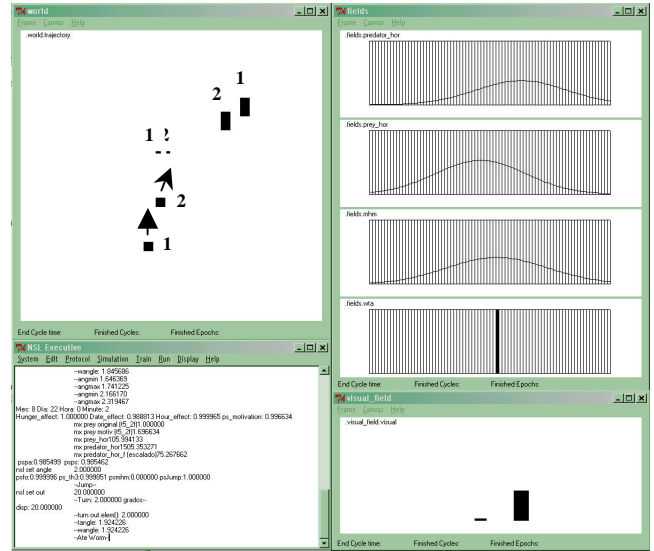 world
Frame Canvas Help
.world.trajectory
1
2
1 2
2
1
End Cycle time: Finished Cycles: Finished Epochs:
NSL Executive
System Edit Protocol Simulation Train Run Display Help
--wangle: 1.845686
--angmin 1.646369
--angmax 1.741225
--angmin 2.166170
--angmax 2.319467
Mes: 8 Día: 22 Hora: 0 Minute: 2
Hunger_effect: 1.000000 Date_effect: 0.988813 Hour_effect: 0.999965 ps_motivation: 0.996634
mx prey original (t5_2f)1.000000
mx prey motiv (t5_2f)1.696634
mx prey_hor105.994133
mx predador_hor1505.353271
mx predador_hor_f (escalado)75.267662
pspa:0.985499 psps: 0.985462
nsl set angle 2.000000
psfo:0.999996 ps_th3:0.999851 psmhm:0.000000 psJump:1.000000
--Jump--
nsl set out 20.000000
--Turn: 2.000000 grados--
disp: 20.000000
--turn.out.elem(): 2.000000
--tangle: 1.924226
--wangle: 1.924226
--Ate Worm--
fields
Frame Canvas Help
.fields.predator_hor
.fields.prey_hor
.fields.mhm
.fields.wta
End Cycle time: Finished Cycles: Finished Epochs:
visual_field
Frame Canvas Help
.visual_field.visual
End Cycle time: Finished Cycles: Finished Epochs: